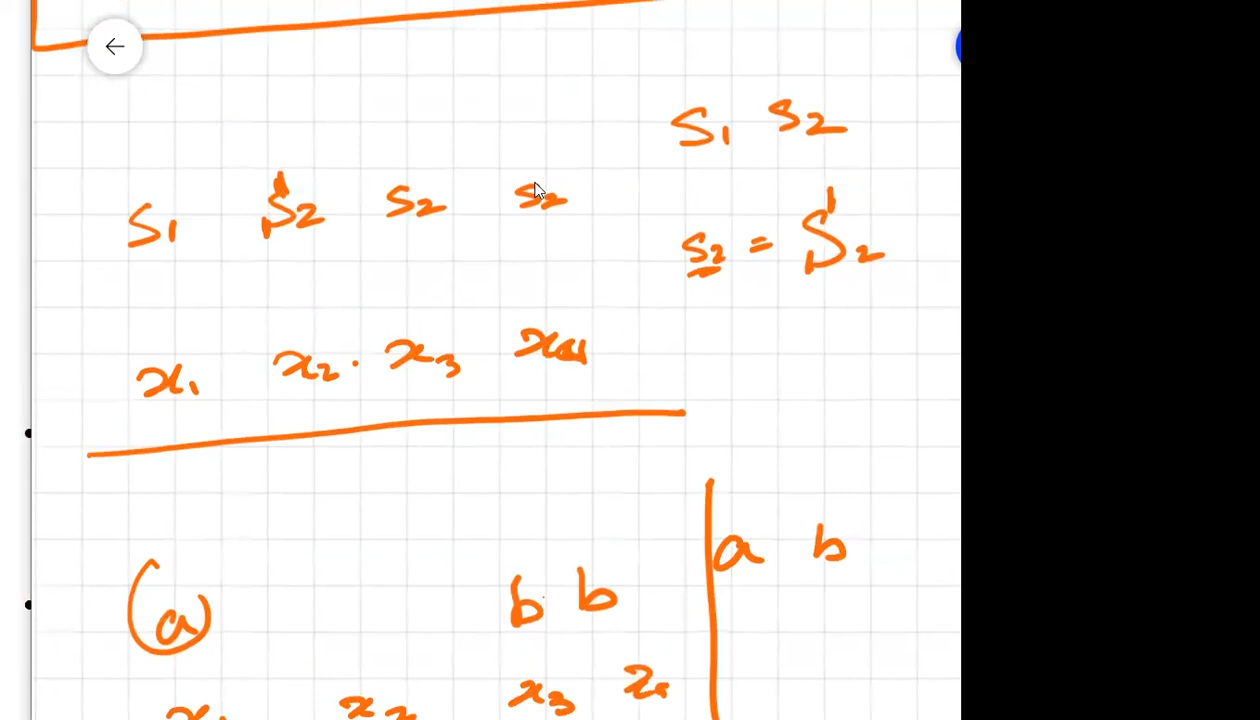 S1 S2
S1 $2 S2 S2
S2 = $2
x1 x2 . x3 x4
a b
a b b
x3